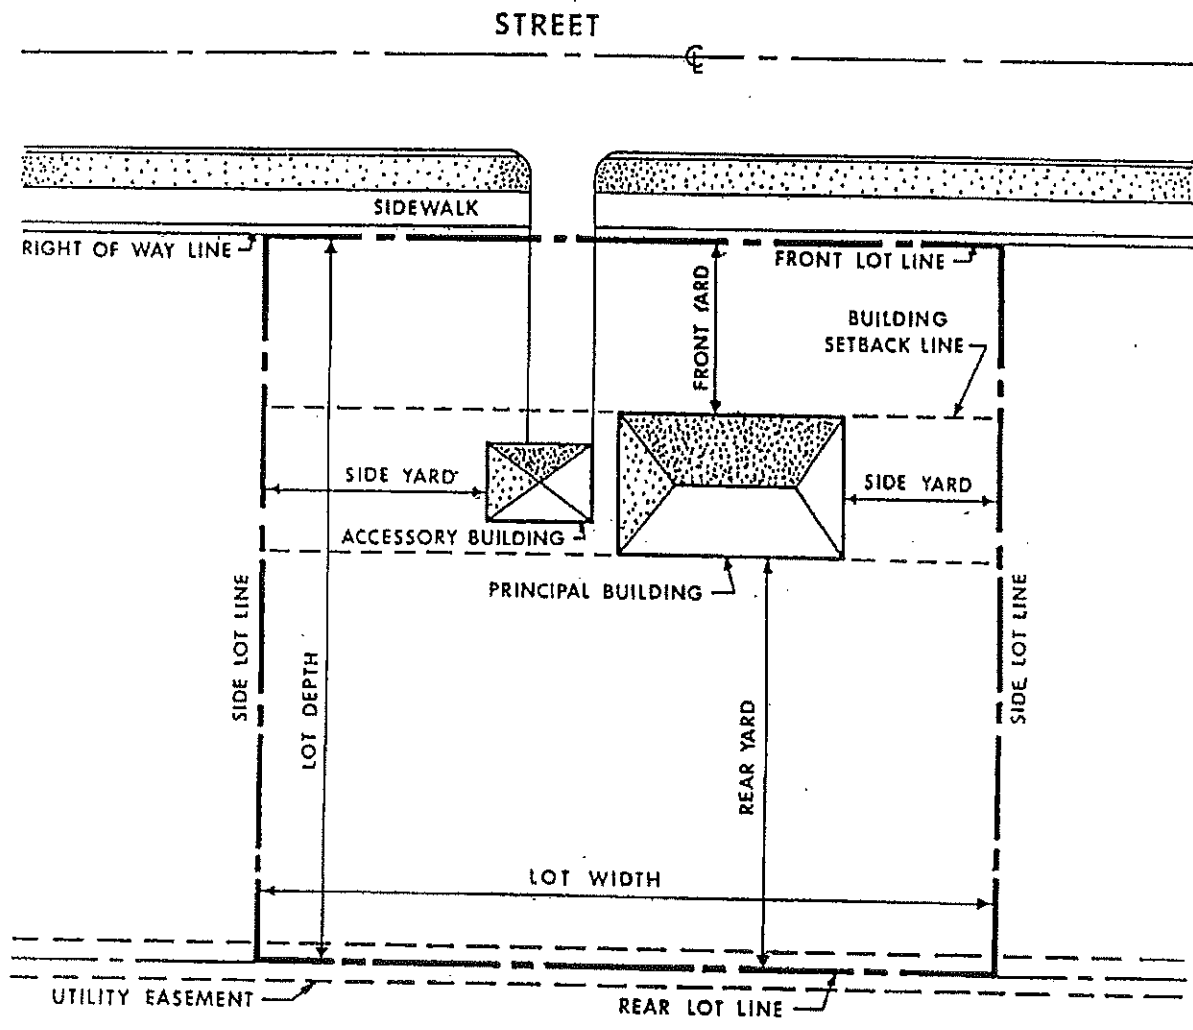 STREET
℄
SIDEWALK
RIGHT OF WAY LINE
FRONT LOT LINE
FRONT YARD
BUILDING
SETBACK LINE
SIDE YARD
SIDE YARD
ACCESSORY BUILDING
PRINCIPAL BUILDING
SIDE LOT LINE
LOT DEPTH
REAR YARD
SIDE LOT LINE
LOT WIDTH
UTILITY EASEMENT
REAR LOT LINE